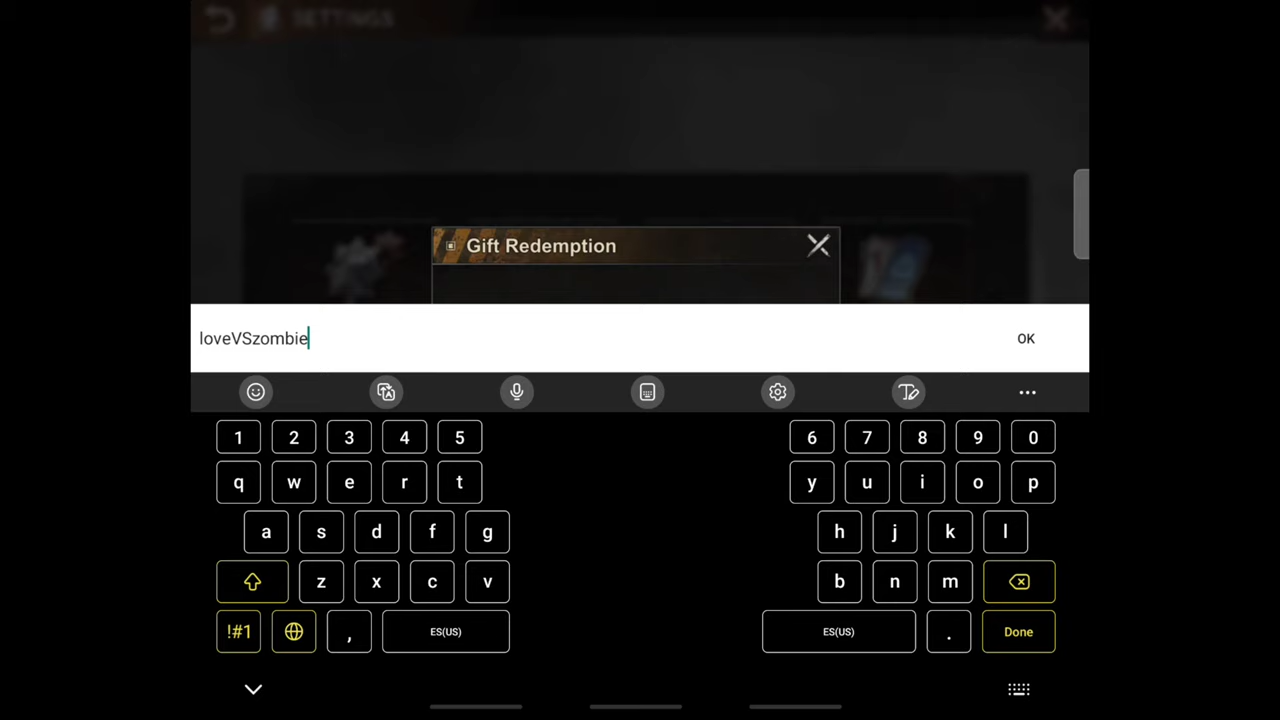 SETTINGS
Gift Redemption
loveVSzombie
OK
1 2 3 4 5 6 7 8 9 0
q w e r t y u i o p
a s d f g h j k l
z x c v b n m
!#1 , ES(US) ES(US) . Done